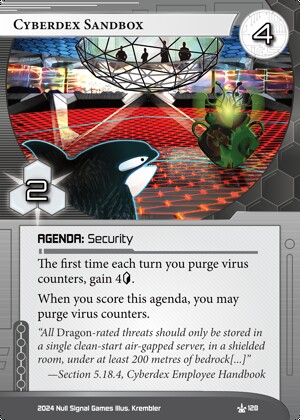 CYBERDEX SANDBOX
4
2
AGENDA: Security
The first time each turn you purge virus
counters, gain 4.
When you score this agenda, you may
purge virus counters.
“All Dragon-rated threats should only be stored in
a single clean-start air-gapped server, in a shielded
room, under at least 200 metres of bedrock[...]”
—Section 5.18.4, Cyberdex Employee Handbook
2024 Null Signal Games Illus. Krembler
128